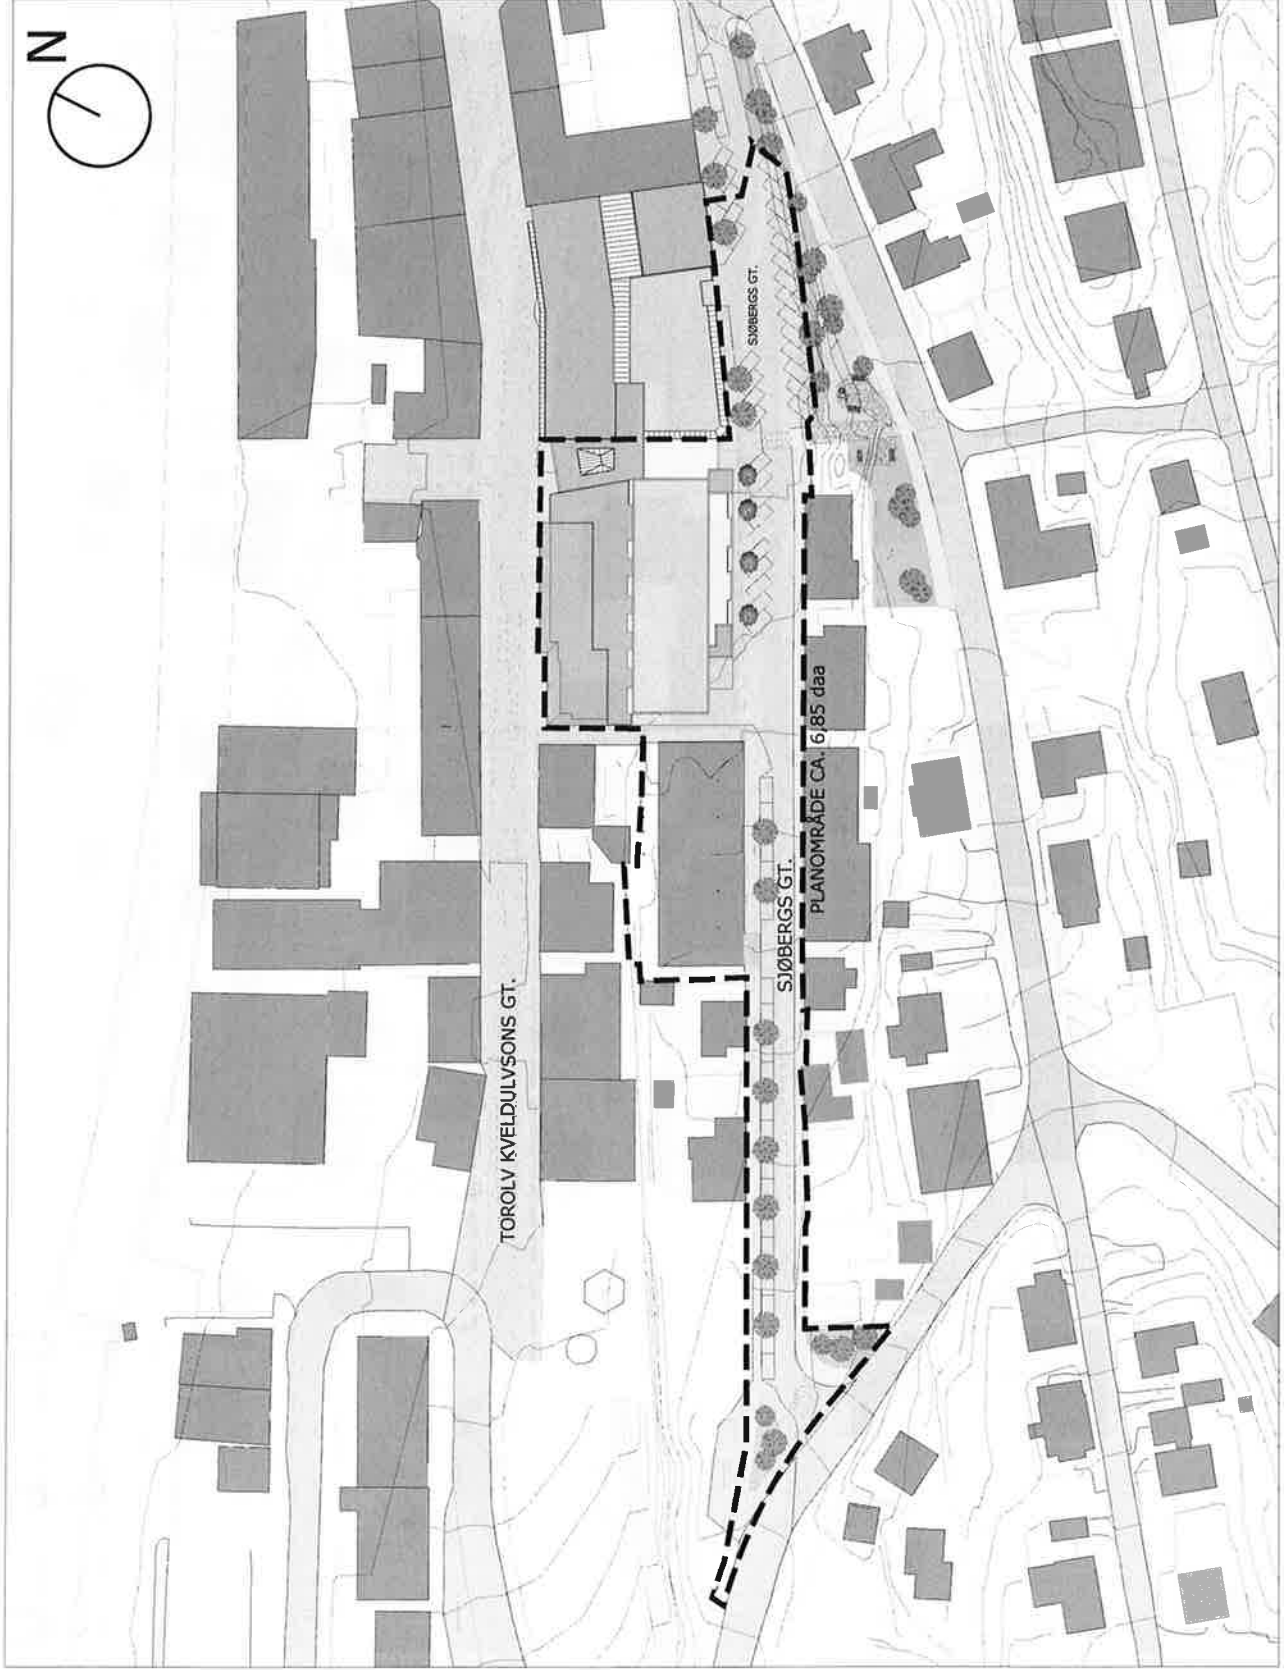 N
SJØBERGS GT.
TOROLV KVELDULVSONS GT.
SJØBERGS GT.
PLANOMRÅDE CA. 6,85 daa